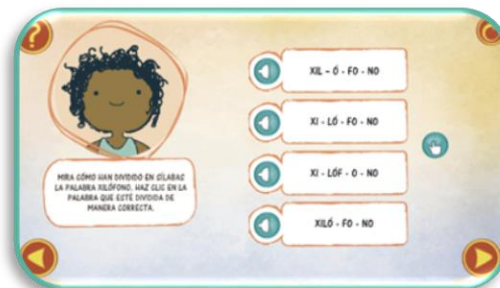 MIRA CÓMO HAN DIVIDIDO EN SÍLABAS
LA PALABRA XILÓFONO. HAZ CLIC EN LA
PALABRA QUE ESTÉ DIVIDIDA DE
MANERA CORRECTA.
XIL - Ó - FO - NO
XI - LÓ - FO - NO
XI - LÓF - O - NO
XILÓ - FO - NO